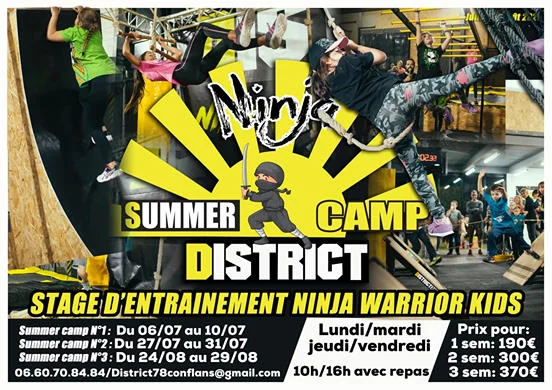 Ninja
SUMMER CAMP
DISTRICT
STAGE D'ENTRAINEMENT NINJA WARRIOR KIDS
Summer camp N°1 : Du 06/07 au 10/07
Summer camp N°2 : Du 27/07 au 31/07
Summer camp N°3 : Du 24/08 au 29/08
06.60.70.84.84/District78conflans@gmail.com
Lundi/mardi
jeudi/vendredi
10h/16h avec repas
Prix pour:
1 sem: 190€
2 sem: 300€
3 sem: 370€